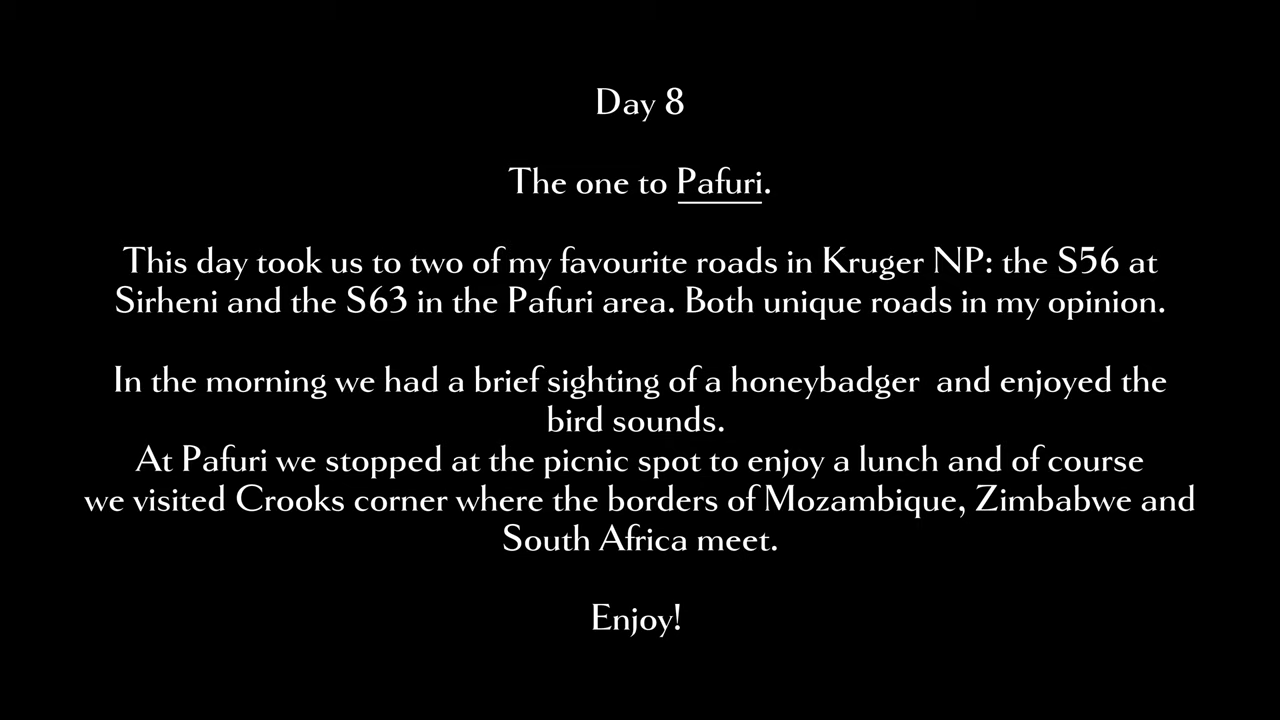 Day 8
The one to Pafuri.
This day took us to two of my favourite roads in Kruger NP: the S56 at
Sirheni and the S63 in the Pafuri area. Both unique roads in my opinion.
In the morning we had a brief sighting of a honeybadger  and enjoyed the
bird sounds.
At Pafuri we stopped at the picnic spot to enjoy a lunch and of course
we visited Crooks corner where the borders of Mozambique, Zimbabwe and
South Africa meet.
Enjoy!